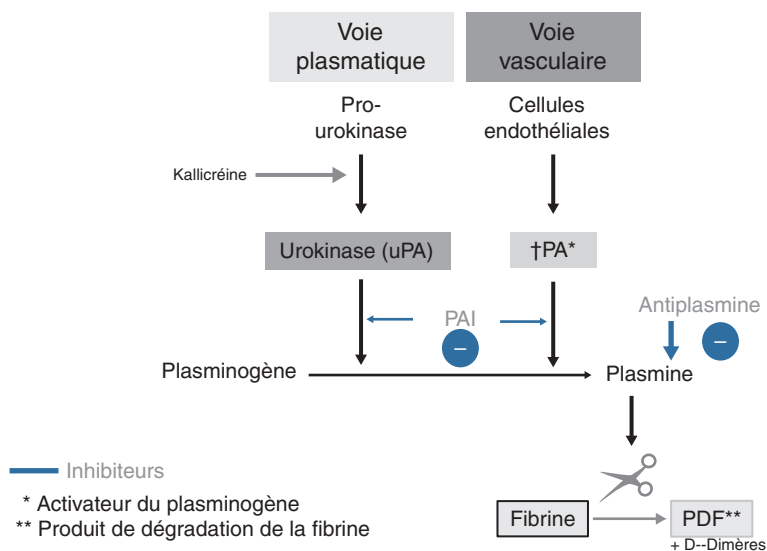 Voie
plasmatique
Voie
vasculaire
Pro-
urokinase
Cellules
endothéliales
Kallicréine
Urokinase (uPA)
†PA*
PAI
–
Antiplasmine
–
Plasminogène
Plasmine
Inhibiteurs
* Activateur du plasminogène
** Produit de dégradation de la fibrine
Fibrine
PDF**
+ D--Dimères